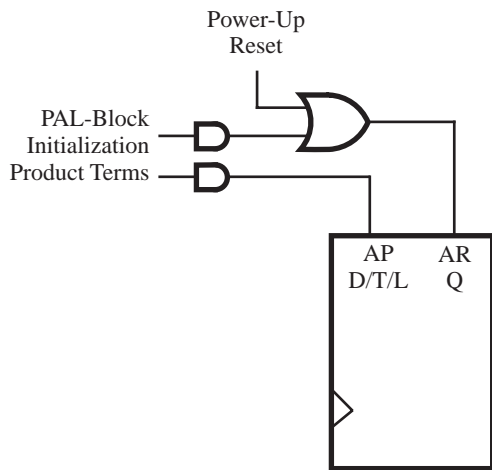 Power-Up
Reset
PAL-Block
Initialization
Product Terms
AP AR
D/T/L Q